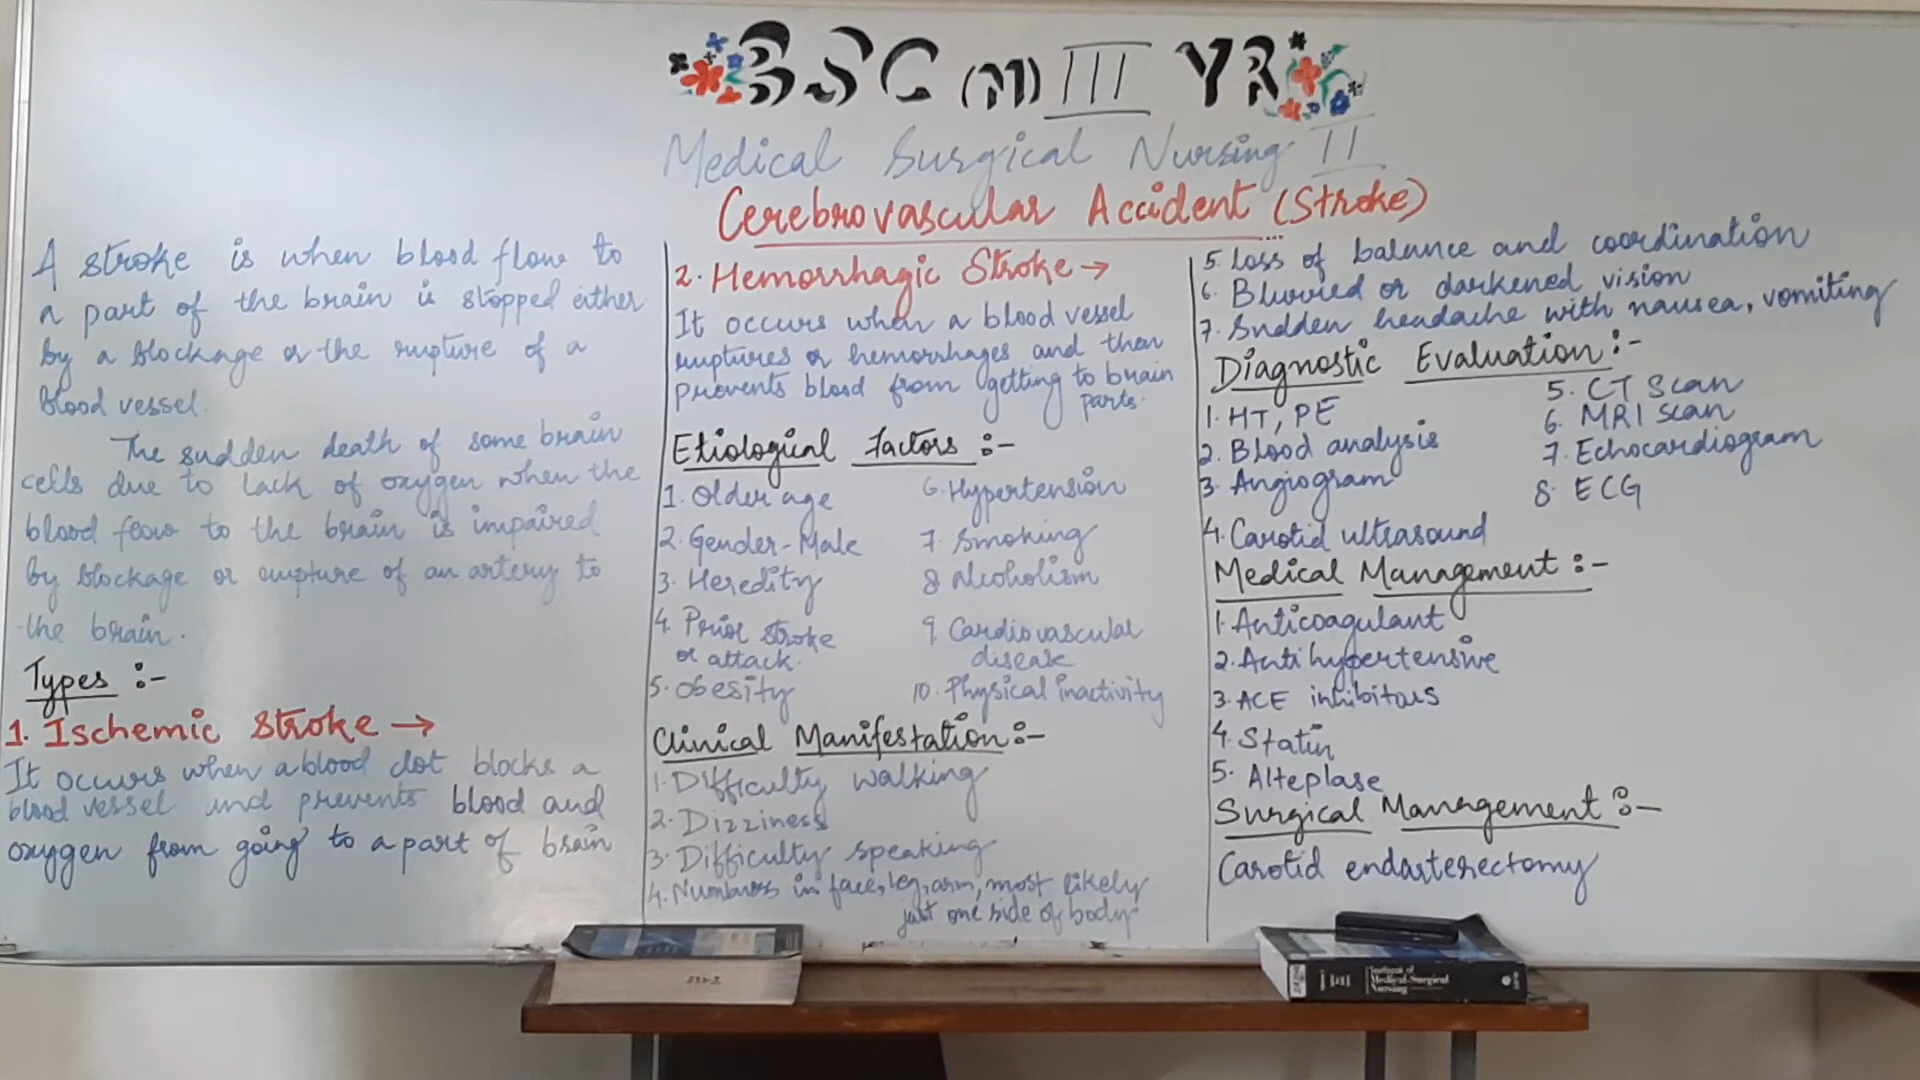 BSC (N) III YR
Medical Surgical Nursing II
Cerebrovascular Accident (Stroke)
A stroke is when blood flow to
a part of the brain is stopped either
by a blockage or the rupture of a
blood vessel.
The sudden death of some brain
cells due to lack of oxygen when the
blood flow to the brain is impaired
by blockage or rupture of an artery to
the brain.
Types :-
1. Ischemic Stroke →
It occurs when a blood clot blocks a
blood vessel and prevents blood and
oxygen from going to a part of brain
2. Hemorrhagic Stroke →
It occurs when a blood vessel
ruptures or hemorrhages and then
prevents blood from getting to brain
parts.
Etiological factors :-
1. Older age
2. Gender-Male
3. Heredity
4. Prior stroke
or attack.
5. Obesity
6. Hypertension
7. Smoking
8. Alcoholism
9. Cardiovascular
disease
10. Physical inactivity
Clinical Manifestation :-
1. Difficulty walking
2. Dizziness
3. Difficulty speaking
4. Numbness in face, leg, arm, most likely
just one side of body.
5. Loss of balance and coordination
6. Blurried or darkened vision
7. Sudden headache with nausea, vomiting
Diagnostic Evaluation :-
1. HT, PE
2. Blood analysis
3. Angiogram
4. Carotid ultrasound
5. CT Scan
6. MRI scan
7. Echocardiogram
8. ECG
Medical Management :-
1. Anticoagulant
2. Antihypertensive
3. ACE inhibitors
4. Statin
5. Alteplase
Surgical Management :-
Carotid endarterectomy
Textbook of
Medical-Surgical
Nursing